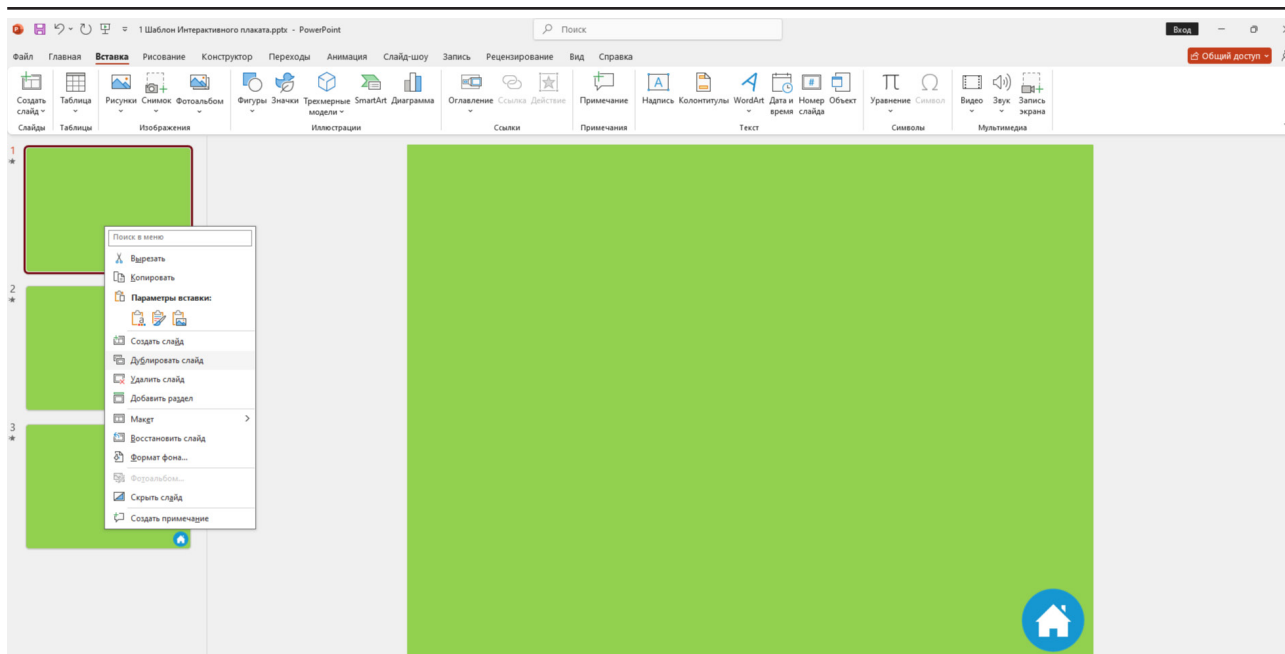 1 Шаблон Интерактивного плаката.pptx - PowerPoint
Поиск
Вход
Файл Главная Вставка Рисование Конструктор Переходы Анимация Слайд-шоу Запись Рецензирование Вид Справка
Общий доступ
Создать слайд
Таблица
Рисунки
Снимок
Фотоальбом
Фигуры
Значки
Трехмерные модели
SmartArt
Диаграмма
Оглавление
Ссылка
Действие
Примечание
Надпись
Колонтитулы
WordArt
Дата и время
Номер слайда
Объект
Уравнение
Символ
Видео
Звук
Запись экрана
Слайды Таблицы Изображения Иллюстрации Ссылки Примечания Текст Символы Мультимедиа
1
2
3
Поиск в меню
Вырезать
Копировать
Параметры вставки:
Создать слайд
Дублировать слайд
Удалить слайд
Добавить раздел
Макет
Восстановить слайд
Формат фона...
Фотоальбом...
Скрыть слайд
Создать примечание